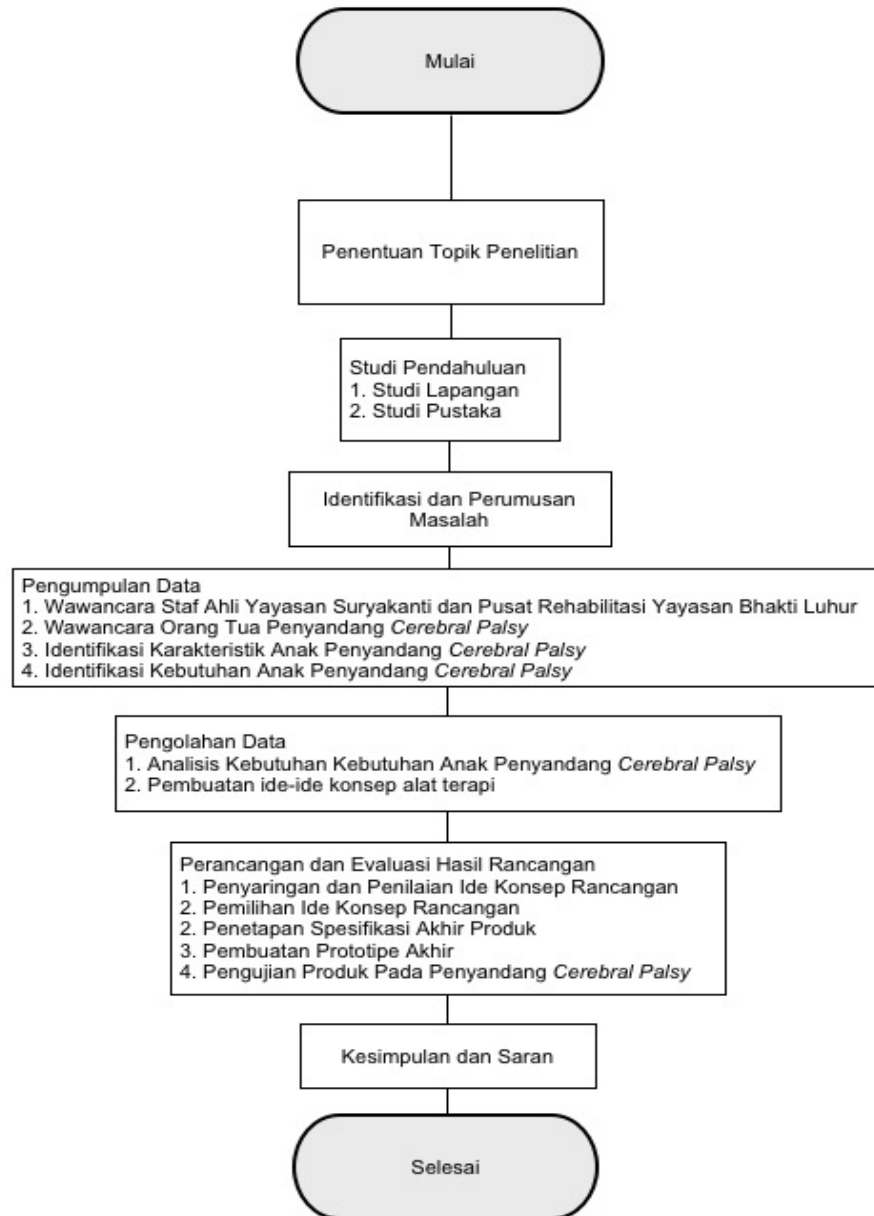 Mulai
Penentuan Topik Penelitian
Studi Pendahuluan
1. Studi Lapangan
2. Studi Pustaka
Identifikasi dan Perumusan
Masalah
Pengumpulan Data
1. Wawancara Staf Ahli Yayasan Suryakanti dan Pusat Rehabilitasi Yayasan Bhakti Luhur
2. Wawancara Orang Tua Penyandang Cerebral Palsy
3. Identifikasi Karakteristik Anak Penyandang Cerebral Palsy
4. Identifikasi Kebutuhan Anak Penyandang Cerebral Palsy
Pengolahan Data
1. Analisis Kebutuhan Kebutuhan Anak Penyandang Cerebral Palsy
2. Pembuatan ide-ide konsep alat terapi
Perancangan dan Evaluasi Hasil Rancangan
1. Penyaringan dan Penilaian Ide Konsep Rancangan
2. Pemilihan Ide Konsep Rancangan
2. Penetapan Spesifikasi Akhir Produk
3. Pembuatan Prototipe Akhir
4. Pengujian Produk Pada Penyandang Cerebral Palsy
Kesimpulan dan Saran
Selesai